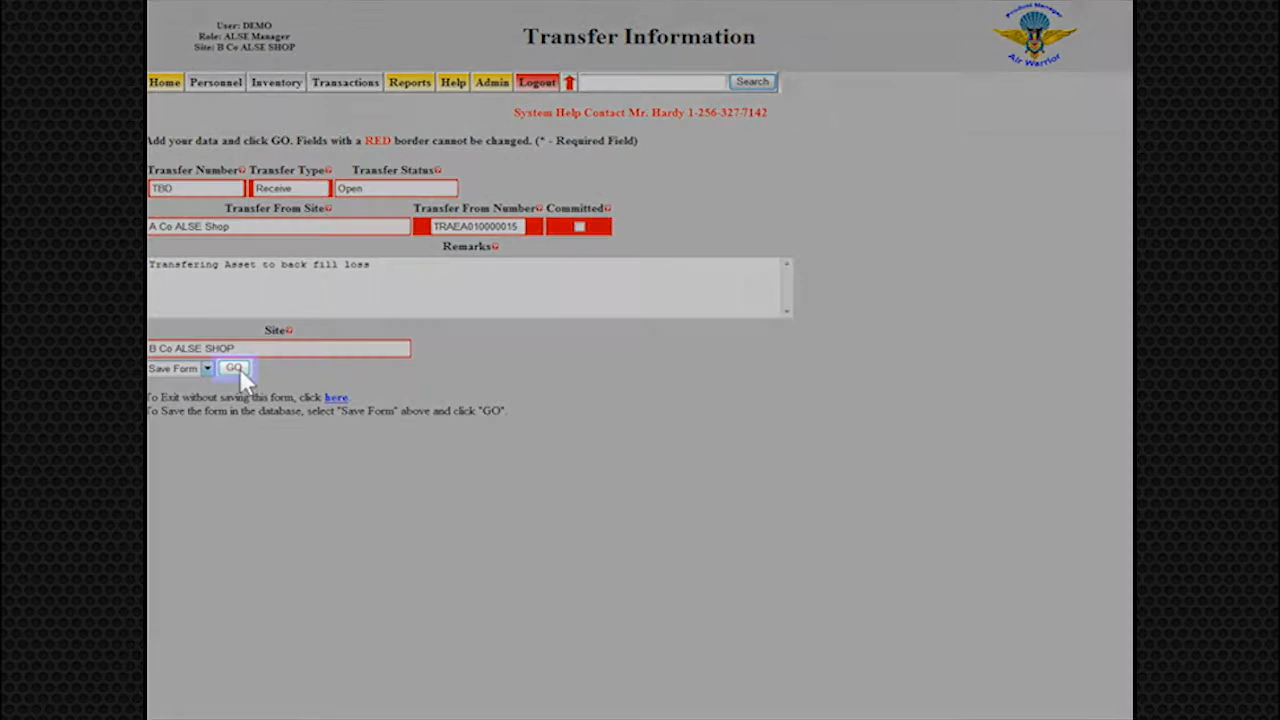 User: DEMO
Role: ALSE Manager
Site: B Co ALSE SHOP
Transfer Information
Product Manager
Air Warrior
Home Personnel Inventory Transactions Reports Help Admin Logout Search
System Help Contact Mr. Hardy 1-256-327-7142
Add your data and click GO. Fields with a RED border cannot be changed. (* - Required Field)
Transfer Number Transfer Type Transfer Status
TBD Receive Open
Transfer From Site Transfer From Number Committed
A Co ALSE Shop TRAEA010000015
Remarks
Transfering Asset to back fill loss
Site
B Co ALSE SHOP
Save Form GO
To Exit without saving this form, click here.
To Save the form in the database, select "Save Form" above and click "GO".